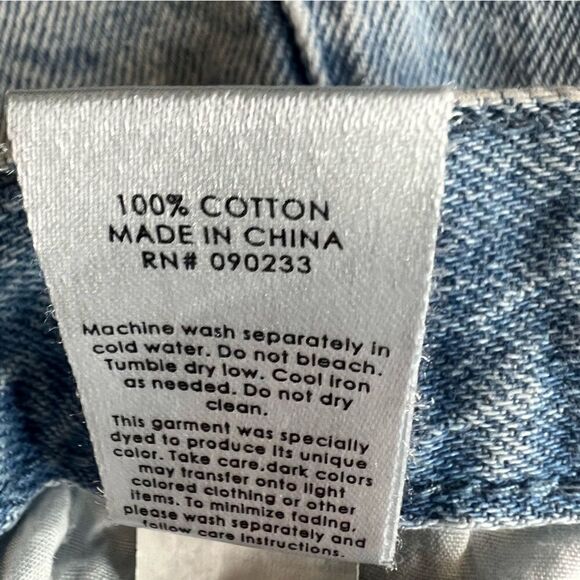 100% COTTON
MADE IN CHINA
RN# 090233
Machine wash separately in
cold water. Do not bleach.
Tumble dry low. Cool iron
as needed. Do not dry
clean.
This garment was specially
dyed to produce its unique
color. Take care,dark colors
may transfer onto light
colored clothing or other
items. To minimize fading,
please wash separately and
follow care instructions.